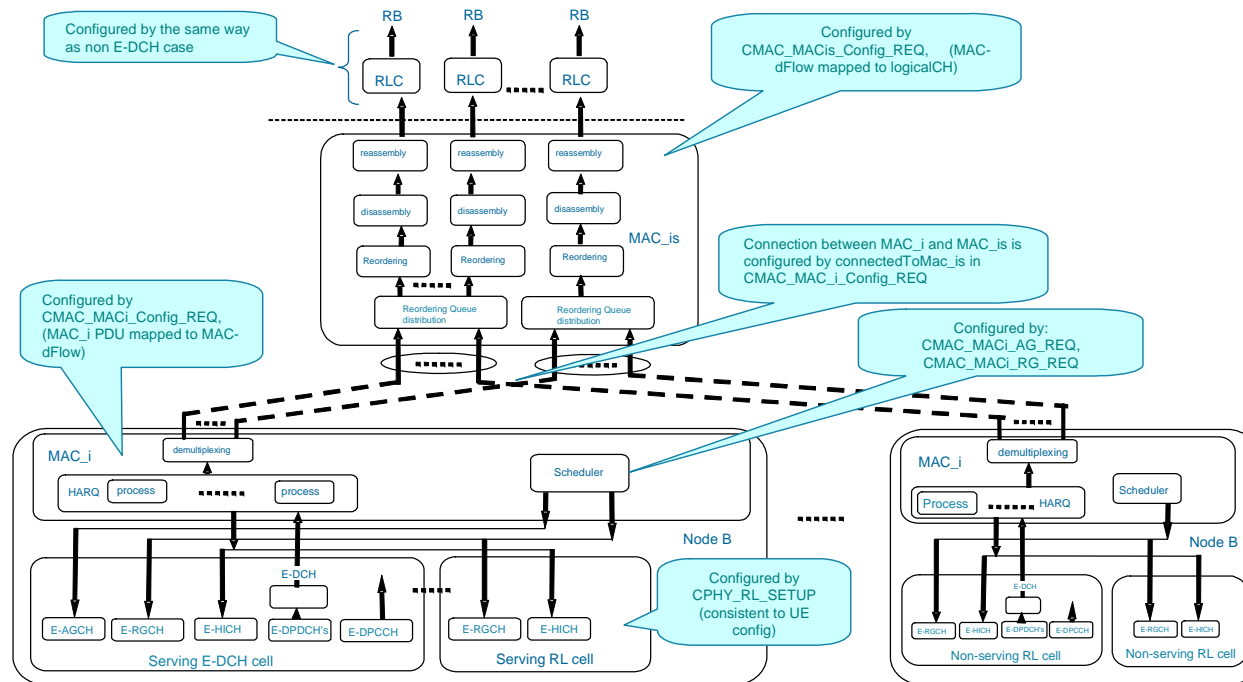 RB
RB
RB
Configured by the same way
as non E-DCH case
RLC
RLC
RLC
Configured by
CMAC_MACis_Config_REQ, (MAC-
dFlow mapped to logicalCH)
reassembly
reassembly
reassembly
disassembly
disassembly
disassembly
MAC_is
Reordering
Reordering
Reordering
Reordering Queue
distribution
Reordering Queue
distribution
Connection between MAC_i and MAC_is is
configured by connectedToMac_is in
CMAC_MAC_i_Config_REQ
Configured by
CMAC_MACi_Config_REQ,
(MAC_i PDU mapped to MAC-
dFlow)
Configured by:
CMAC_MACi_AG_REQ,
CMAC_MACi_RG_REQ
MAC_i
demultiplexing
HARQ
process
process
Scheduler
Node B
E-DCH
E-AGCH
E-RGCH
E-HICH
E-DPDCH's
E-DPCCH
Serving E-DCH cell
E-RGCH
E-HICH
Serving RL cell
Configured by
CPHY_RL_SETUP
(consistent to UE
config)
MAC_i
demultiplexing
Process
HARQ
Scheduler
Node B
E-DCH
E-RGCH
E-HICH
E-DPDCH's
E-DPCCH
Non-serving RL cell
E-RGCH
E-HICH
Non-serving RL cell